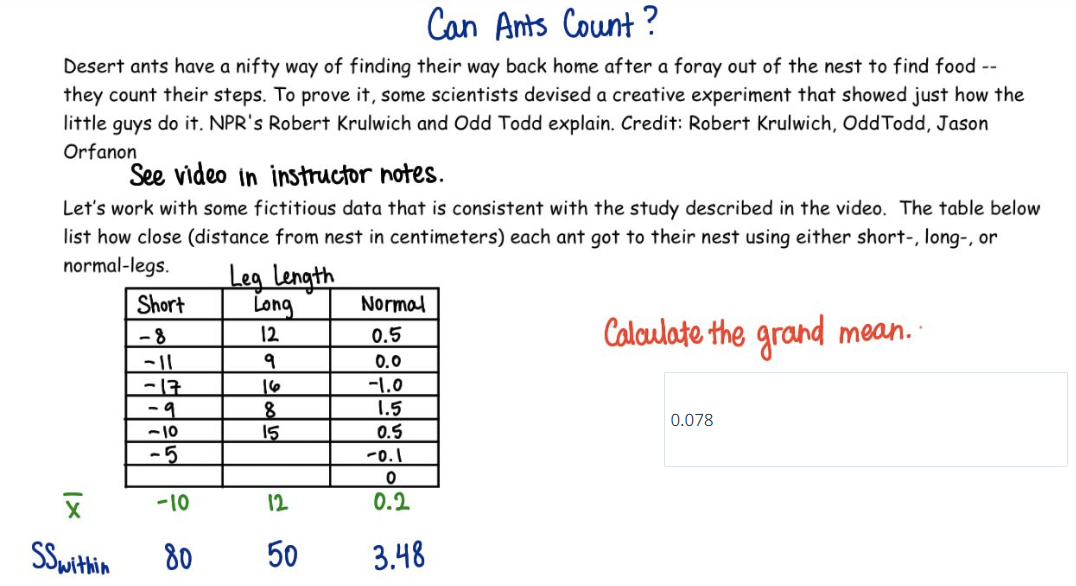 Can Ants Count?
Desert ants have a nifty way of finding their way back home after a foray out of the nest to find food --
they count their steps. To prove it, some scientists devised a creative experiment that showed just how the
little guys do it. NPR's Robert Krulwich and Odd Todd explain. Credit: Robert Krulwich, OddTodd, Jason
Orfanon
See video in instructor notes.
Let's work with some fictitious data that is consistent with the study described in the video. The table below
list how close (distance from nest in centimeters) each ant got to their nest using either short-, long-, or
normal-legs.
Leg Length
Short Long Normal
-8 12 0.5
-11 9 0.0
-17 16 -1.0
-9 8 1.5
-10 15 0.5
-5 -0.1
0
x̄ -10 12 0.2
SSwithin 80 50 3.48
Calculate the grand mean.
0.078